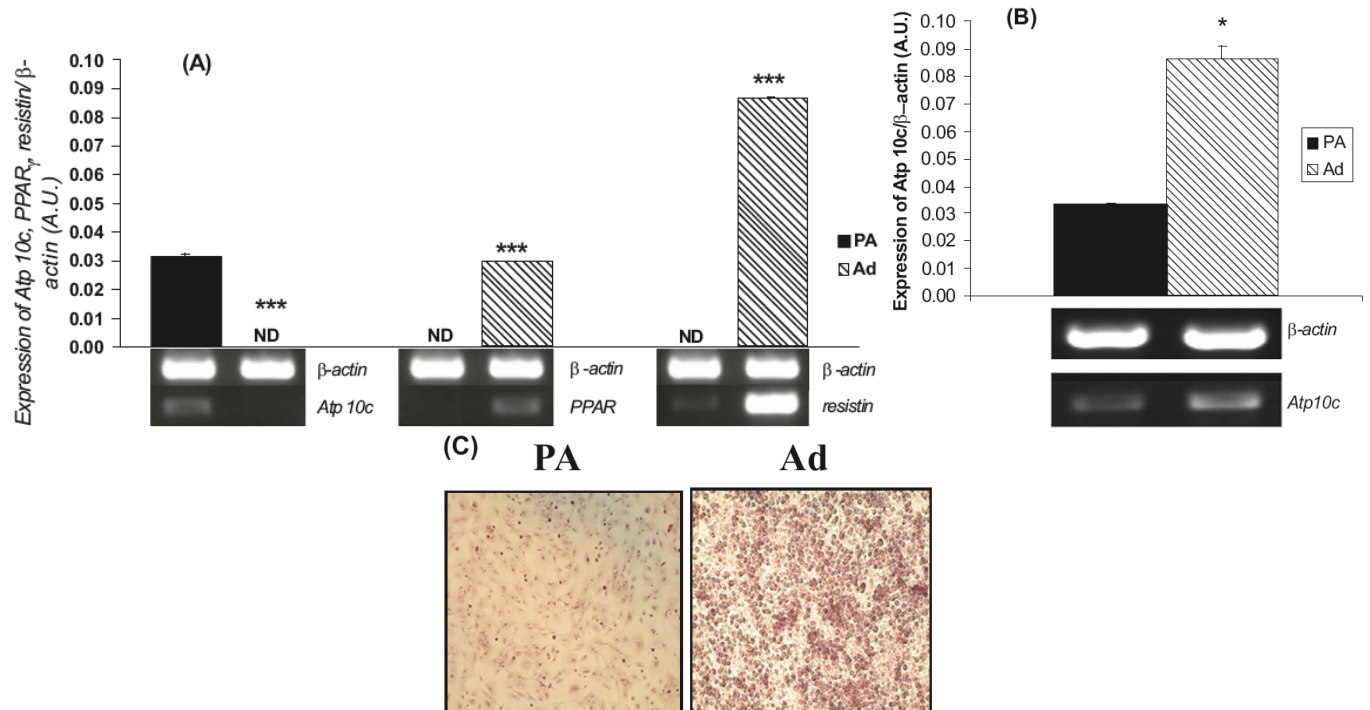 (A)
Expression of Atp 10c, PPARγ, resistin/β-
actin (A.U.)
0.10
0.09
0.08
0.07
0.06
0.05
0.04
0.03
0.02
0.01
0.00
***
ND
ND
***
ND
***
PA
Ad
β-actin
Atp 10c
β -actin
PPAR
β -actin
resistin
(B)
Expression of Atp 10c/β–actin (A.U.)
0.10
0.09
0.08
0.07
0.06
0.05
0.04
0.03
0.02
0.01
0.00
*
PA
Ad
β-actin
Atp10c
(C)
PA
Ad